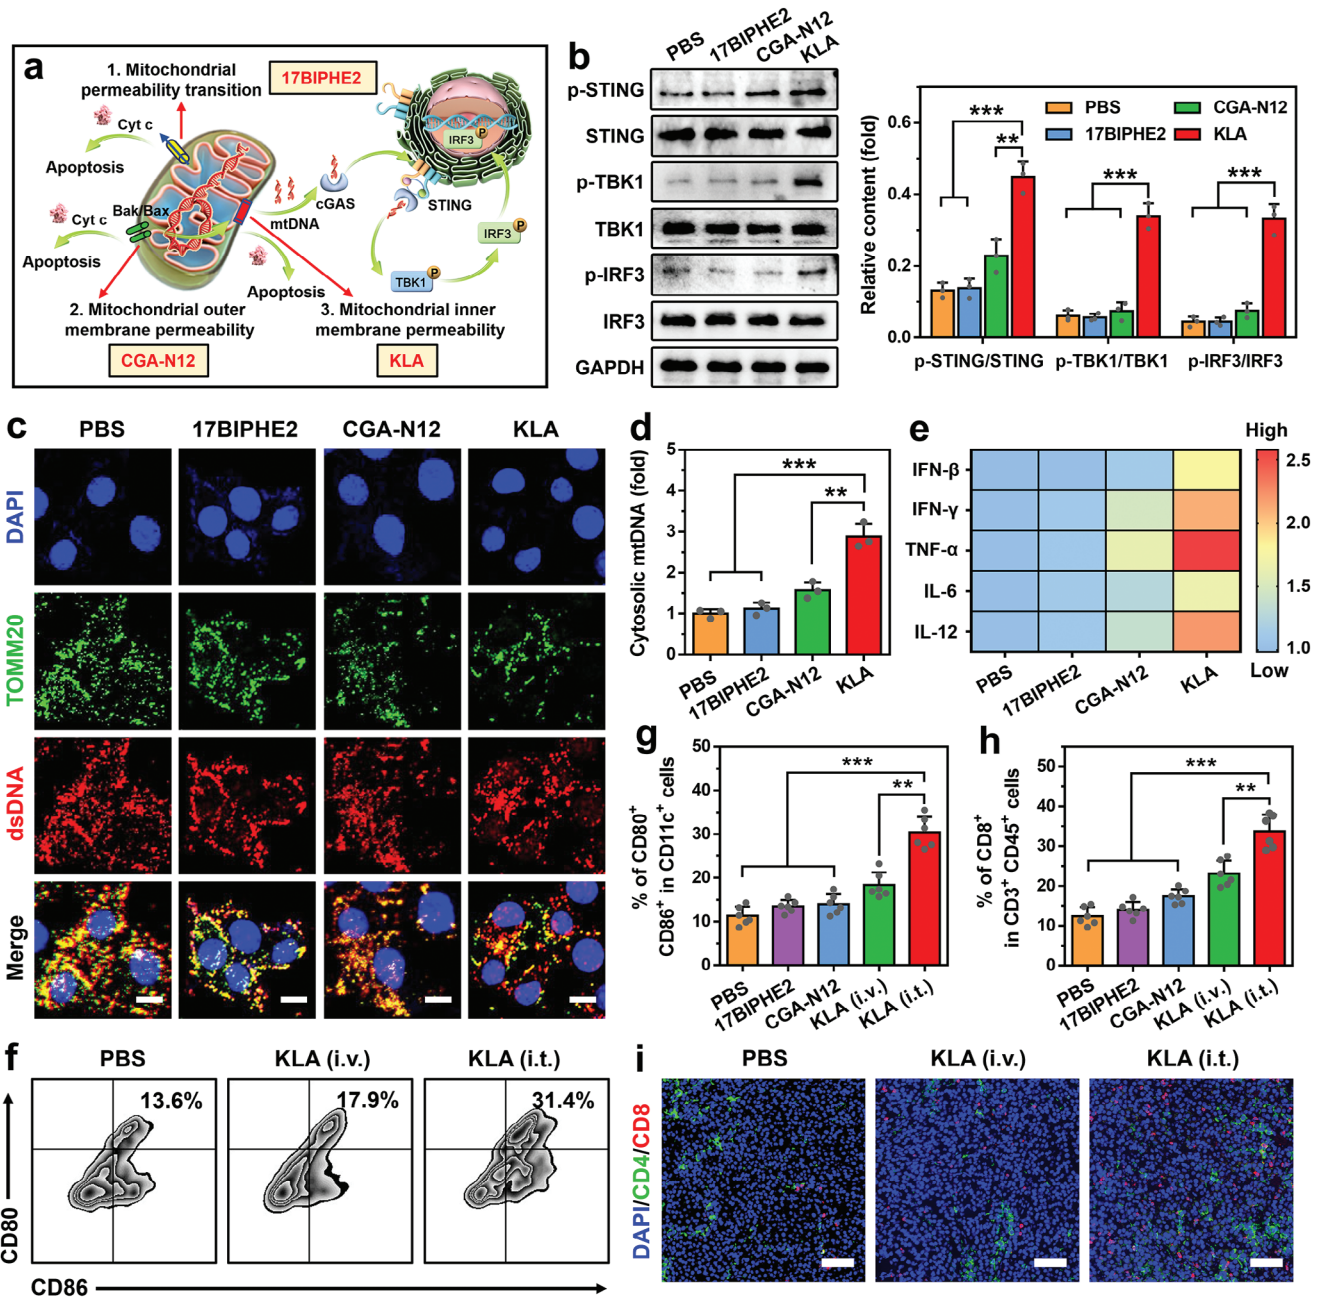 a
1. Mitochondrial
permeability transition
17BIPHE2
Cyt c
Apoptosis
Cyt c
Bak/Bax
Apoptosis
Apoptosis
mtDNA
cGAS
STING
IRF3
P
IRF3
P
TBK1
P
2. Mitochondrial outer
membrane permeability
CGA-N12
3. Mitochondrial inner
membrane permeability
KLA
b
PBS 17BIPHE2 CGA-N12 KLA
p-STING
STING
p-TBK1
TBK1
p-IRF3
IRF3
GAPDH
Relative content (fold)
0.6
0.4
0.2
0.0
PBS CGA-N12
17BIPHE2 KLA
*** ** *** ***
p-STING/STING p-TBK1/TBK1 p-IRF3/IRF3
c
PBS 17BIPHE2 CGA-N12 KLA
DAPI
TOMM20
dsDNA
Merge
d
Cytosolic mtDNA (fold)
5
4
3
2
1
0
***
**
PBS 17BIPHE2 CGA-N12 KLA
e
IFN-β
IFN-γ
TNF-α
IL-6
IL-12
PBS 17BIPHE2 CGA-N12 KLA
High
2.5
2.0
1.5
1.0
Low
f
PBS KLA (i.v.) KLA (i.t.)
13.6% 17.9% 31.4%
CD80
CD86
g
% of CD80+
CD86+ in CD11c+ cells
50
40
30
20
10
0
***
**
PBS 17BIPHE2 CGA-N12 KLA (i.v.) KLA (i.t.)
h
% of CD8+
in CD3+ CD45+ cells
50
40
30
20
10
0
***
**
PBS 17BIPHE2 CGA-N12 KLA (i.v.) KLA (i.t.)
i
PBS KLA (i.v.) KLA (i.t.)
DAPI/CD4/CD8